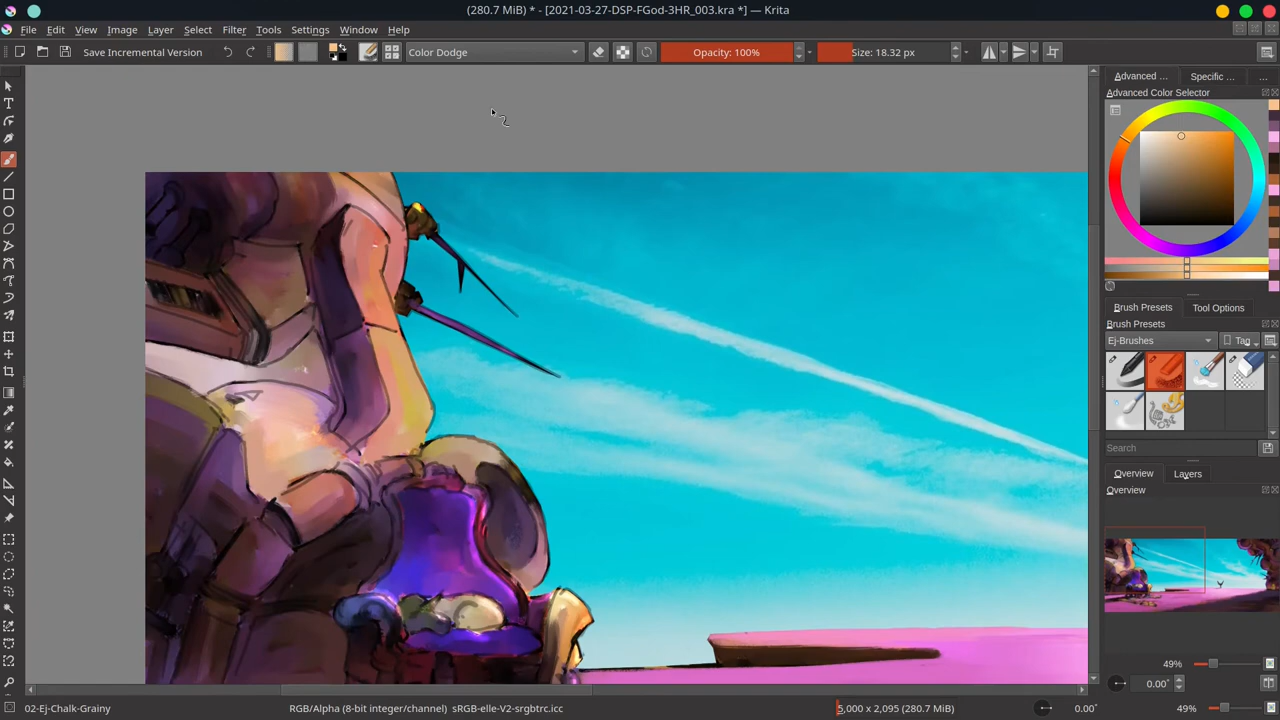 (280.7 MiB) * - [2021-03-27-DSP-FGod-3HR_003.kra *] — Krita
File Edit View Image Layer Select Filter Tools Settings Window Help
Save Incremental Version
Color Dodge
Opacity: 100%
Size: 18.32 px
Advanced ...
Specific ...
...
Advanced Color Selector
Brush Presets
Tool Options
Brush Presets
Ej-Brushes
Tag
Search
Overview
Layers
Overview
49%
0.00°
02-Ej-Chalk-Grainy
RGB/Alpha (8-bit integer/channel) sRGB-elle-V2-srgbtrc.icc
5,000 x 2,095 (280.7 MiB)
0.00°
49%